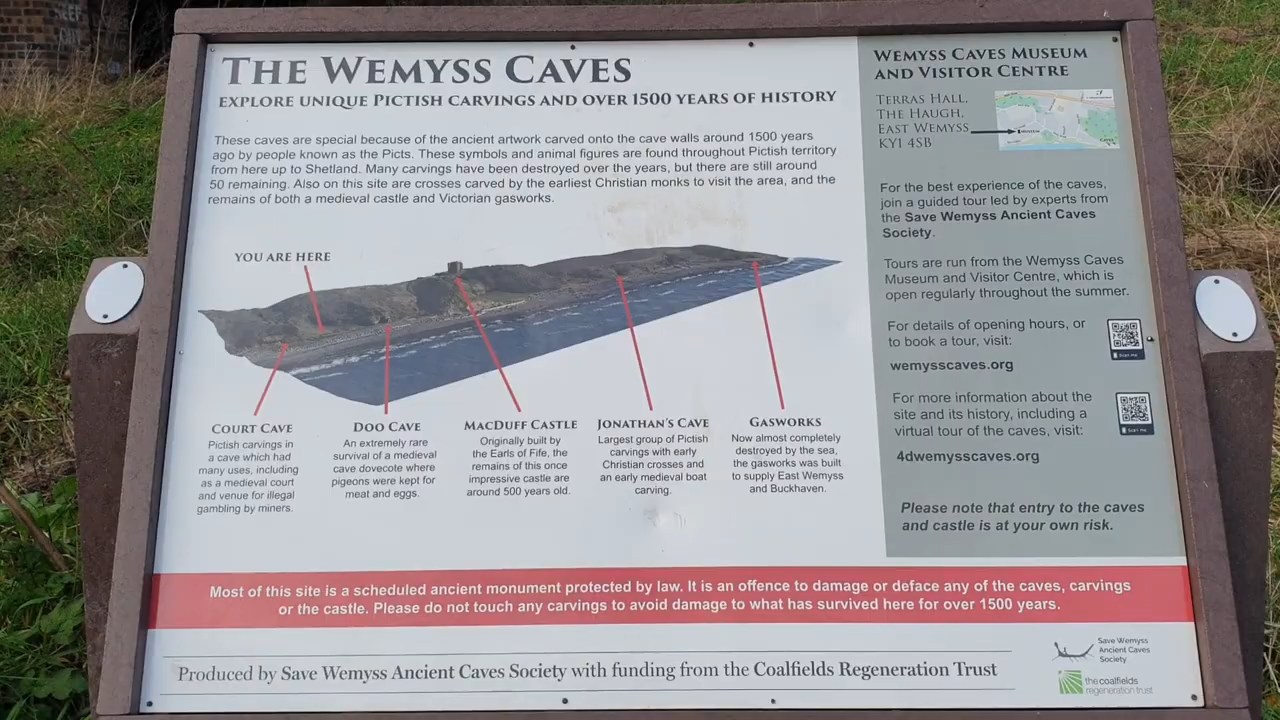 THE WEMYSS CAVES
EXPLORE UNIQUE PICTISH CARVINGS AND OVER 1500 YEARS OF HISTORY
These caves are special because of the ancient artwork carved onto the cave walls around 1500 years
ago by people known as the Picts. These symbols and animal figures are found throughout Pictish territory
from here up to Shetland. Many carvings have been destroyed over the years, but there are still around
50 remaining. Also on this site are crosses carved by the earliest Christian monks to visit the area, and the
remains of both a medieval castle and Victorian gasworks.
YOU ARE HERE
COURT CAVE
Pictish carvings in
a cave which had
many uses, including
as a medieval court
and venue for illegal
gambling by miners.
DOO CAVE
An extremely rare
survival of a medieval
cave dovecote where
pigeons were kept for
meat and eggs.
MACDUFF CASTLE
Originally built by
the Earls of Fife, the
remains of this once
impressive castle are
around 500 years old.
JONATHAN'S CAVE
Largest group of Pictish
carvings with early
Christian crosses and
an early medieval boat
carving.
GASWORKS
Now almost completely
destroyed by the sea,
the gasworks was built
to supply East Wemyss
and Buckhaven.
WEMYSS CAVES MUSEUM
AND VISITOR CENTRE
TERRAS HALL,
THE HAUGH,
EAST WEMYSS
KY1 4SB
For the best experience of the caves,
join a guided tour led by experts from
the Save Wemyss Ancient Caves
Society.
Tours are run from the Wemyss Caves
Museum and Visitor Centre, which is
open regularly throughout the summer.
For details of opening hours, or
to book a tour, visit:
wemysscaves.org
For more information about the
site and its history, including a
virtual tour of the caves, visit:
4dwemysscaves.org
Please note that entry to the caves
and castle is at your own risk.
Most of this site is a scheduled ancient monument protected by law. It is an offence to damage or deface any of the caves, carvings
or the castle. Please do not touch any carvings to avoid damage to what has survived here for over 1500 years.
Produced by Save Wemyss Ancient Caves Society with funding from the Coalfields Regeneration Trust
Save Wemyss
Ancient Caves
Society
the coalfields
regeneration trust